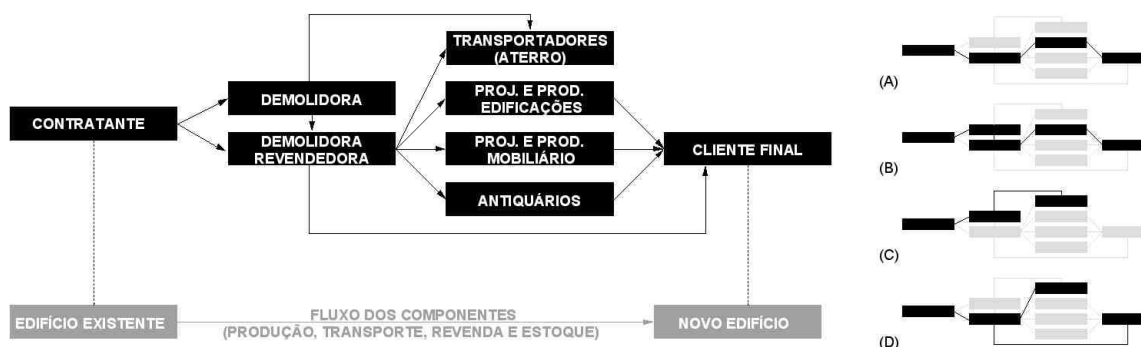 TRANSPORTADORES
(ATERRO)
DEMOLIDORA
PROJ. E PROD.
EDIFICAÇÕES
CONTRATANTE
DEMOLIDORA
REVENDEDORA
PROJ. E PROD.
MOBILIÁRIO
CLIENTE FINAL
ANTIQUÁRIOS
EDIFÍCIO EXISTENTE
FLUXO DOS COMPONENTES
(PRODUÇÃO, TRANSPORTE, REVENDA E ESTOQUE)
NOVO EDIFÍCIO
(A)
(B)
(C)
(D)